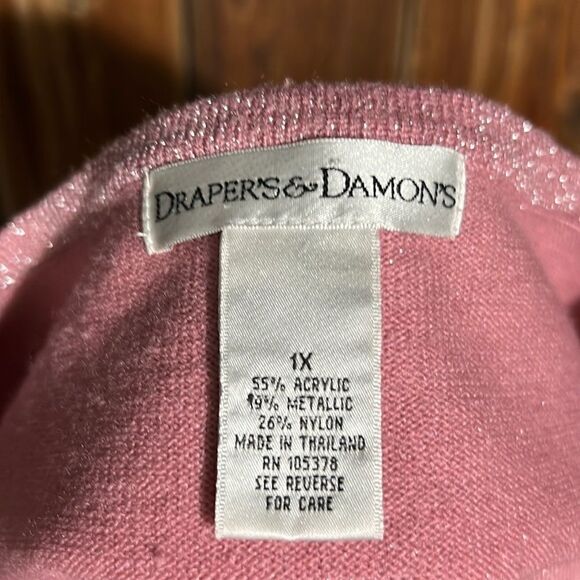 DRAPER'S & DAMON'S
1X
55% ACRYLIC
19% METALLIC
26% NYLON
MADE IN THAILAND
RN 105378
SEE REVERSE
FOR CARE